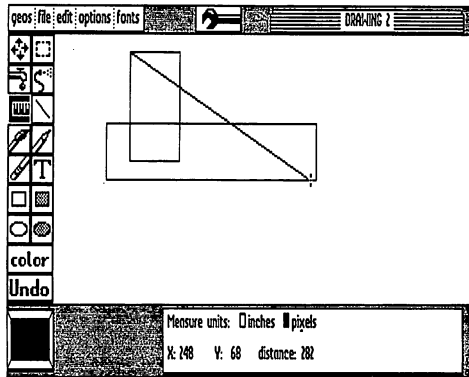 geos file edit options fonts
DRAWING 2
T
color
Undo
Measure units: inches pixels
X: 248 Y: 68 distance: 282